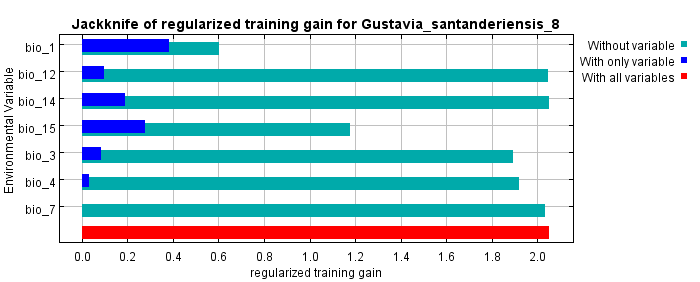 Jackknife of regularized training gain for Gustavia_santanderiensis_8
Environmental Variable
bio_1
bio_12
bio_14
bio_15
bio_3
bio_4
bio_7
0.0 0.2 0.4 0.6 0.8 1.0 1.2 1.4 1.6 1.8 2.0
regularized training gain
Without variable
With only variable
With all variables